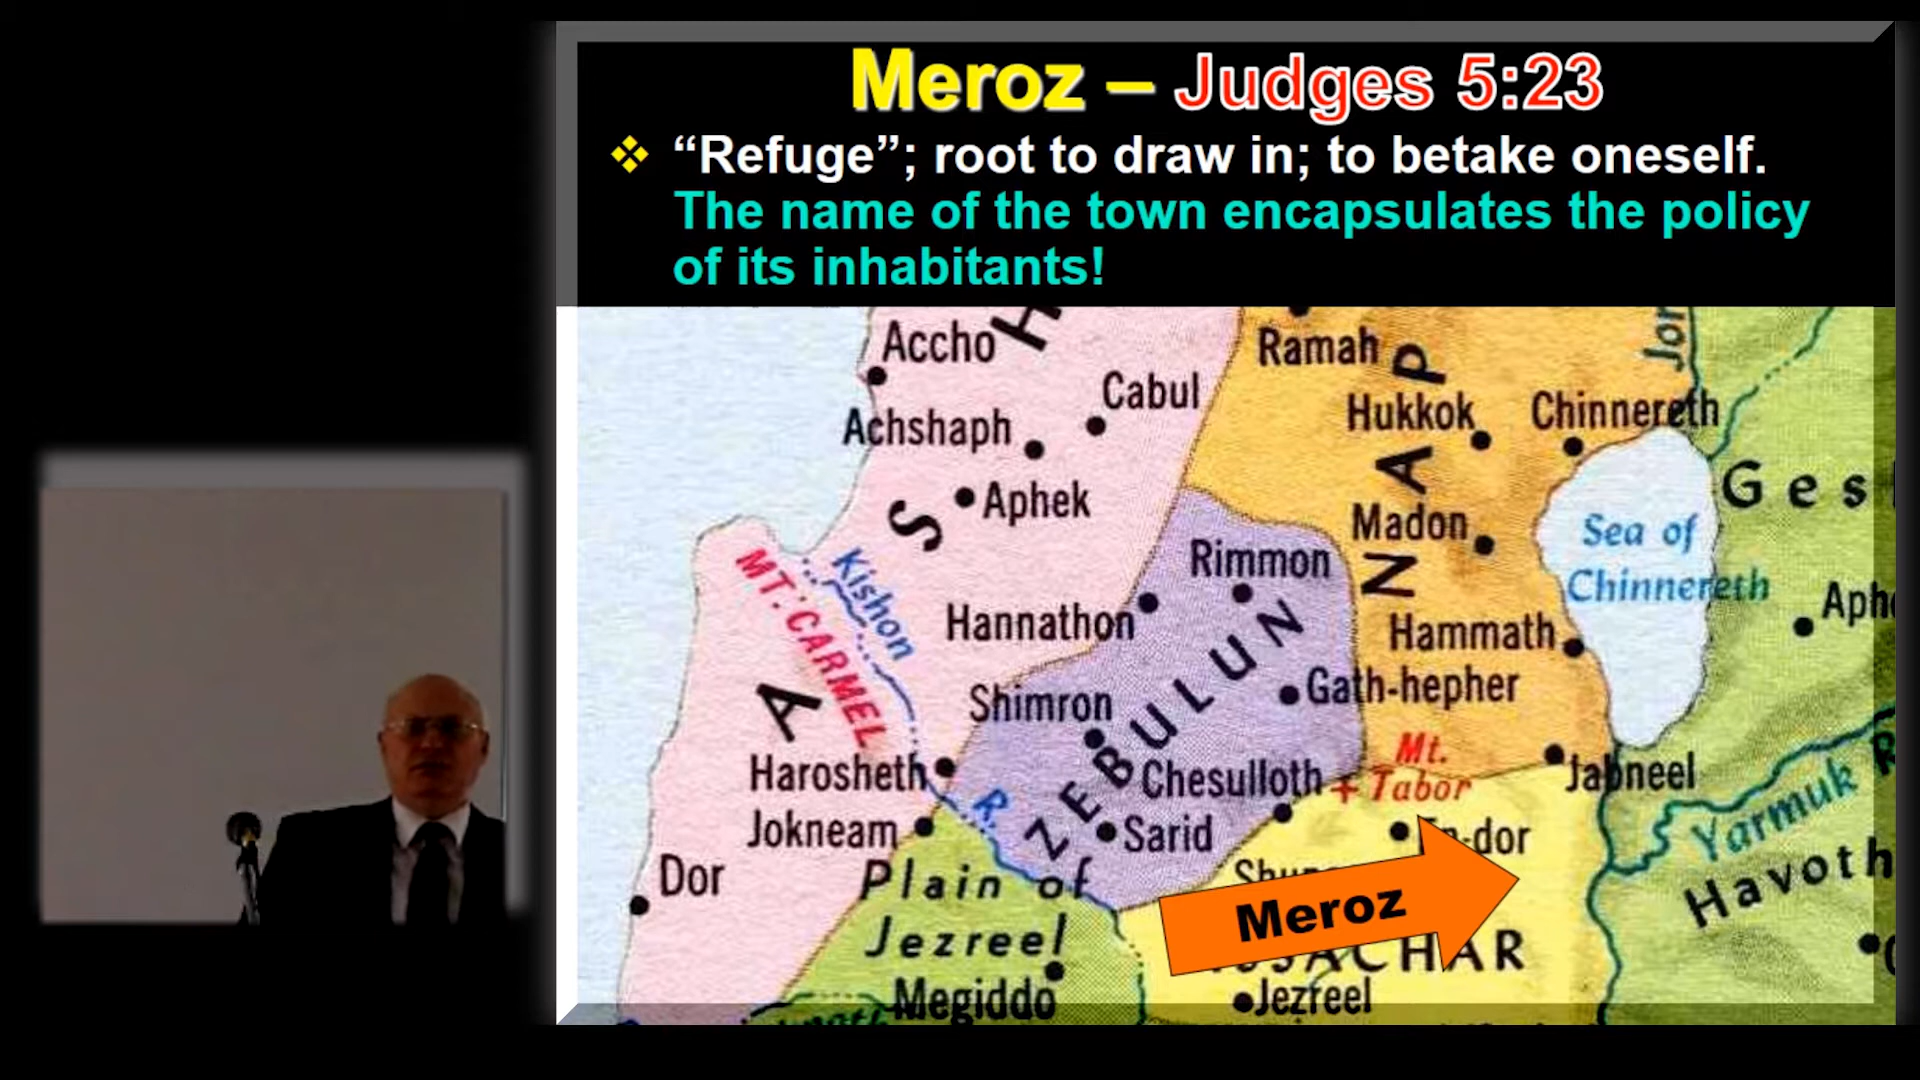 Meroz – Judges 5:23
❖ “Refuge”; root to draw in; to betake oneself.
The name of the town encapsulates the policy
of its inhabitants!
Accho
H
Ramah
P
Cabul
Hukkok
Chinnereth
Achshaph
A
Ges
Aphek
S
Madon
Sea of
Chinnereth
Kishon
Rimmon
N
MT. CARMEL
Hannathon
Hammath
A
Shimron
ZEBULUN
Gath-hepher
Mt.
Tabor
Harosheth
Chesulloth
Jabneel
R.
Yarmuk
R
Jokneam
Sarid
Dor
Plain of
Jezreel
Havoth
Meroz
Megiddo
Jezreel